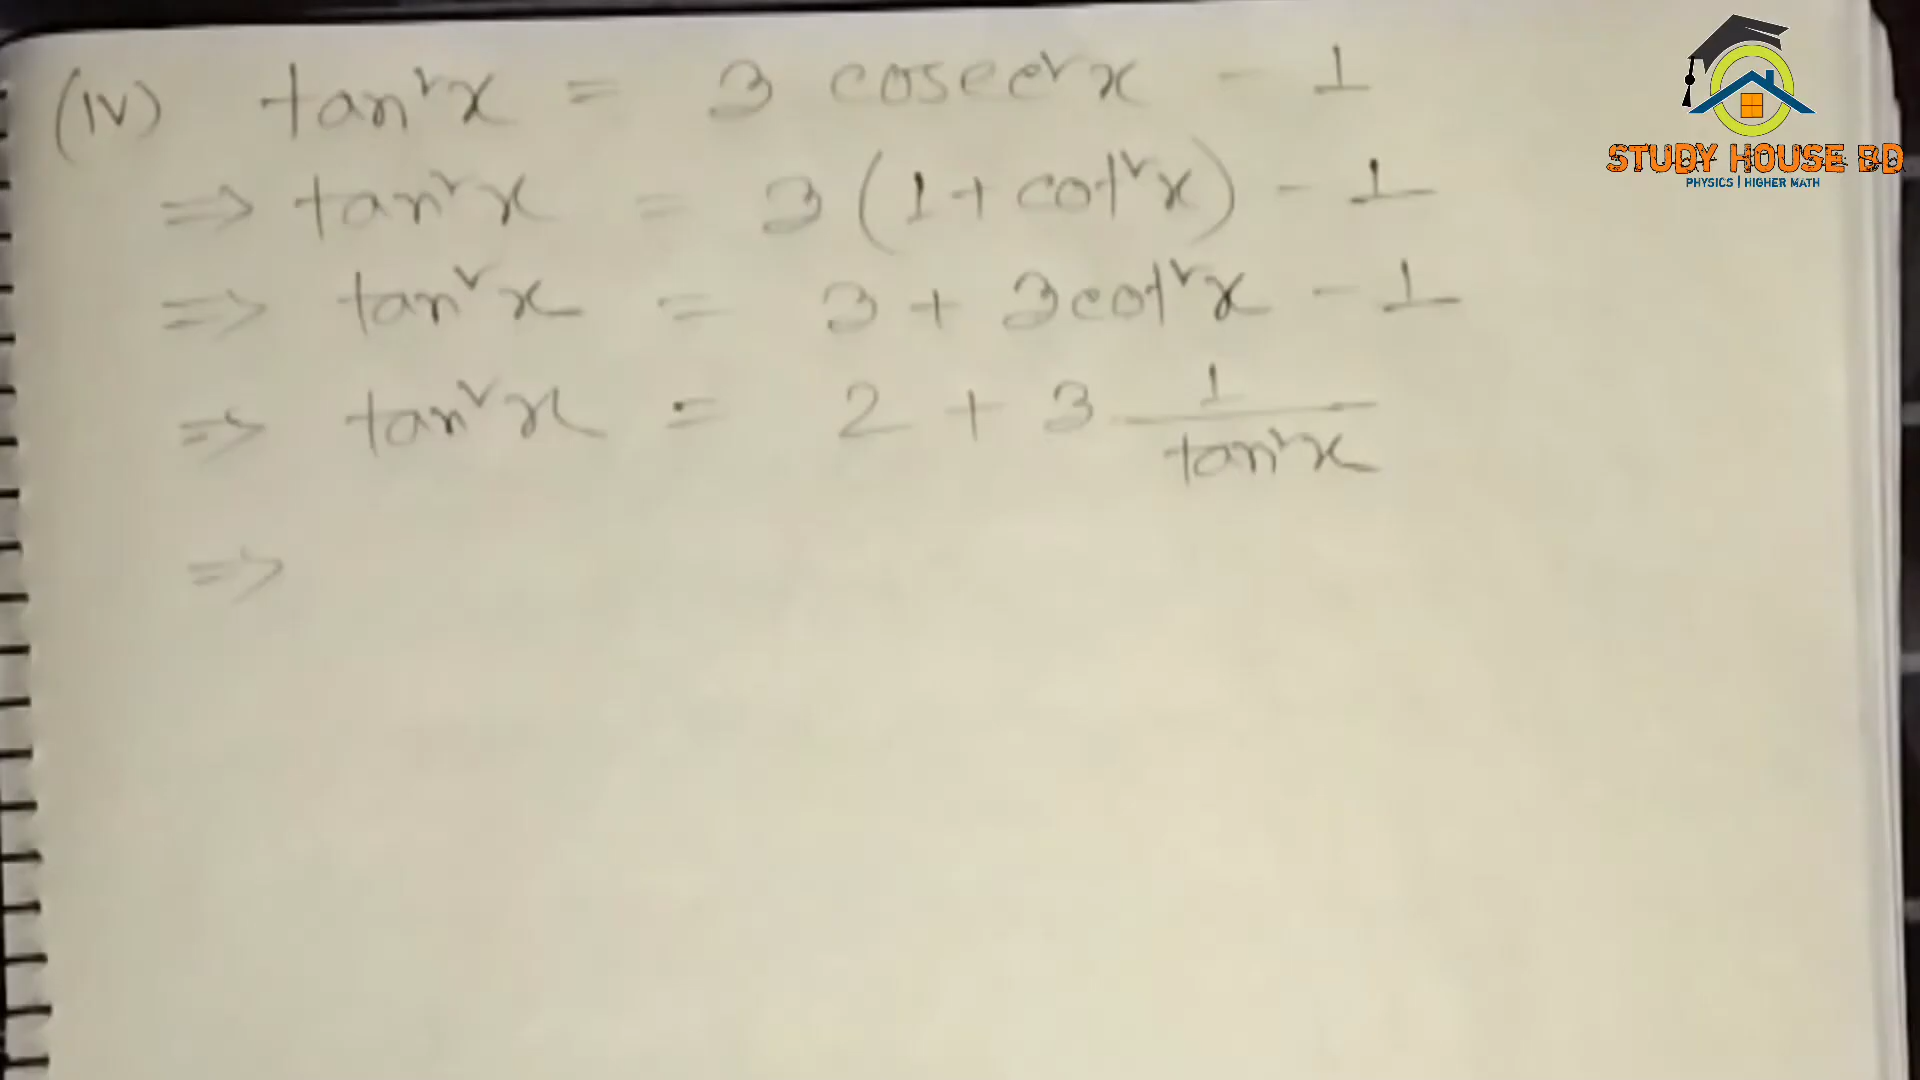 (IV) tan²x = 3 cosec²x - 1
⇒ tan²x = 3 (1 + cot²x) - 1
⇒ tan²x = 3 + 3cot²x - 1
⇒ tan²x = 2 + 3 1/tan²x
⇒
STUDY HOUSE BD
PHYSICS | HIGHER MATH